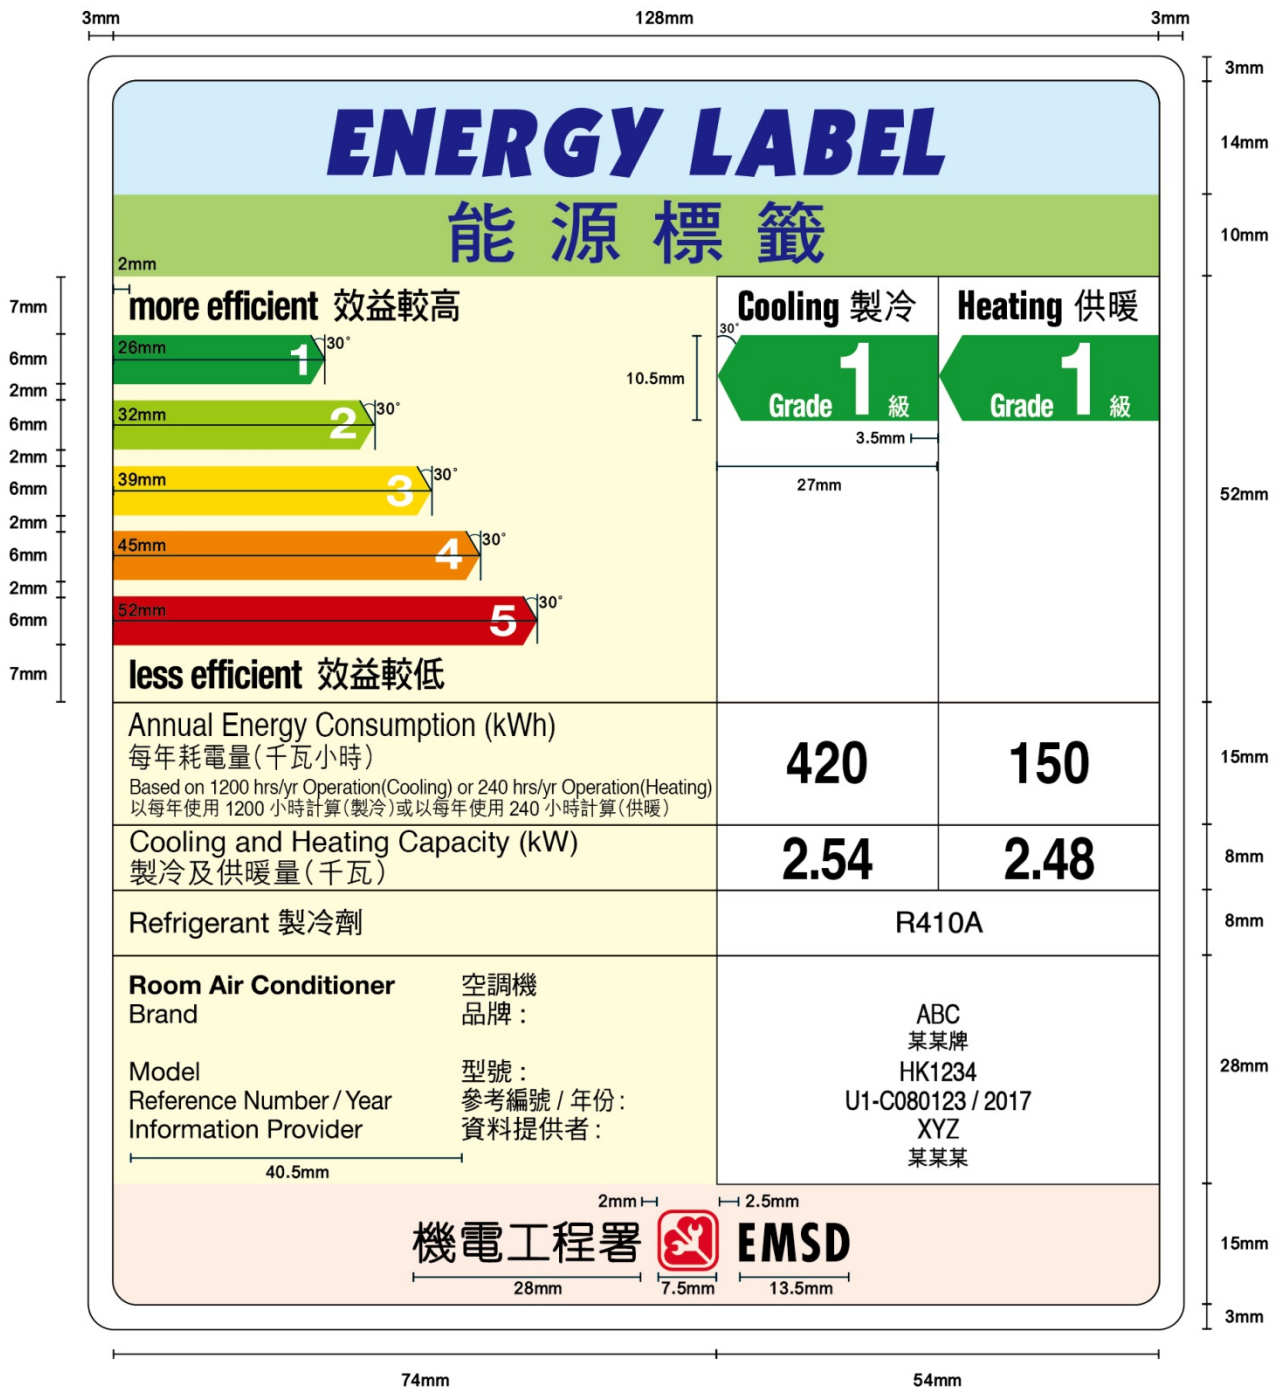 3mm 128mm 3mm
3mm
ENERGY LABEL
14mm
能源標籤
10mm
2mm
7mm
more efficient 效益較高
Cooling 製冷
Heating 供暖
6mm
26mm
1
30°
10.5mm
30°
Grade 1 級
Grade 1 級
2mm
6mm
32mm
2
30°
3.5mm
2mm
6mm
39mm
3
30°
27mm
52mm
2mm
6mm
45mm
4
30°
2mm
6mm
52mm
5
30°
7mm
less efficient 效益較低
Annual Energy Consumption (kWh)
每年耗電量(千瓦小時)
Based on 1200 hrs/yr Operation(Cooling) or 240 hrs/yr Operation(Heating)
以每年使用 1200 小時計算(製冷)或以每年使用 240 小時計算(供暖)
420
150
15mm
Cooling and Heating Capacity (kW)
製冷及供暖量(千瓦)
2.54
2.48
8mm
Refrigerant 製冷劑
R410A
8mm
Room Air Conditioner 空調機
Brand 品牌 :
ABC
某某牌
Model 型號 :
HK1234
28mm
Reference Number / Year 參考編號 / 年份 :
U1-C080123 / 2017
Information Provider 資料提供者 :
XYZ
某某某
40.5mm
2mm 2.5mm
機電工程署 EMSD
15mm
28mm 7.5mm 13.5mm
3mm
74mm 54mm